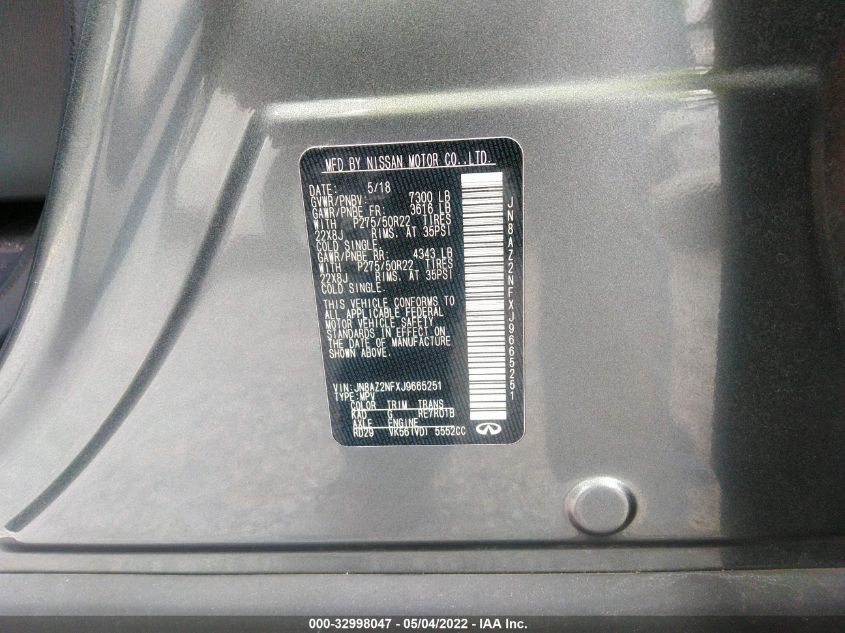 MFD BY NISSAN MOTOR CO.,LTD.
DATE: 5/18
GVWR/PNBV: 7300 LB
GAWR/PNBE FR: 3616 LB
WITH P275/50R22 TIRES
22X8J RIMS, AT 35PSI
COLD SINGLE
GAWR/PNBE RR: 4343 LB
WITH P275/50R22 TIRES
22X8J RIMS, AT 35PSI
COLD SINGLE
THIS VEHICLE CONFORMS TO
ALL APPLICABLE FEDERAL
MOTOR VEHICLE SAFETY
STANDARDS IN EFFECT ON
THE DATE OF MANUFACTURE
SHOWN ABOVE.
VIN:JN8AZ2NFXJ9665251
TYPE:MPV
COLOR TRIM TRANS
KAD G RE7R01B
AXLE ENGINE
RD29 VK56(VD) 5552CC
JN8AZ2NFXJ9665251
000-32998047 - 05/04/2022 - IAA Inc.